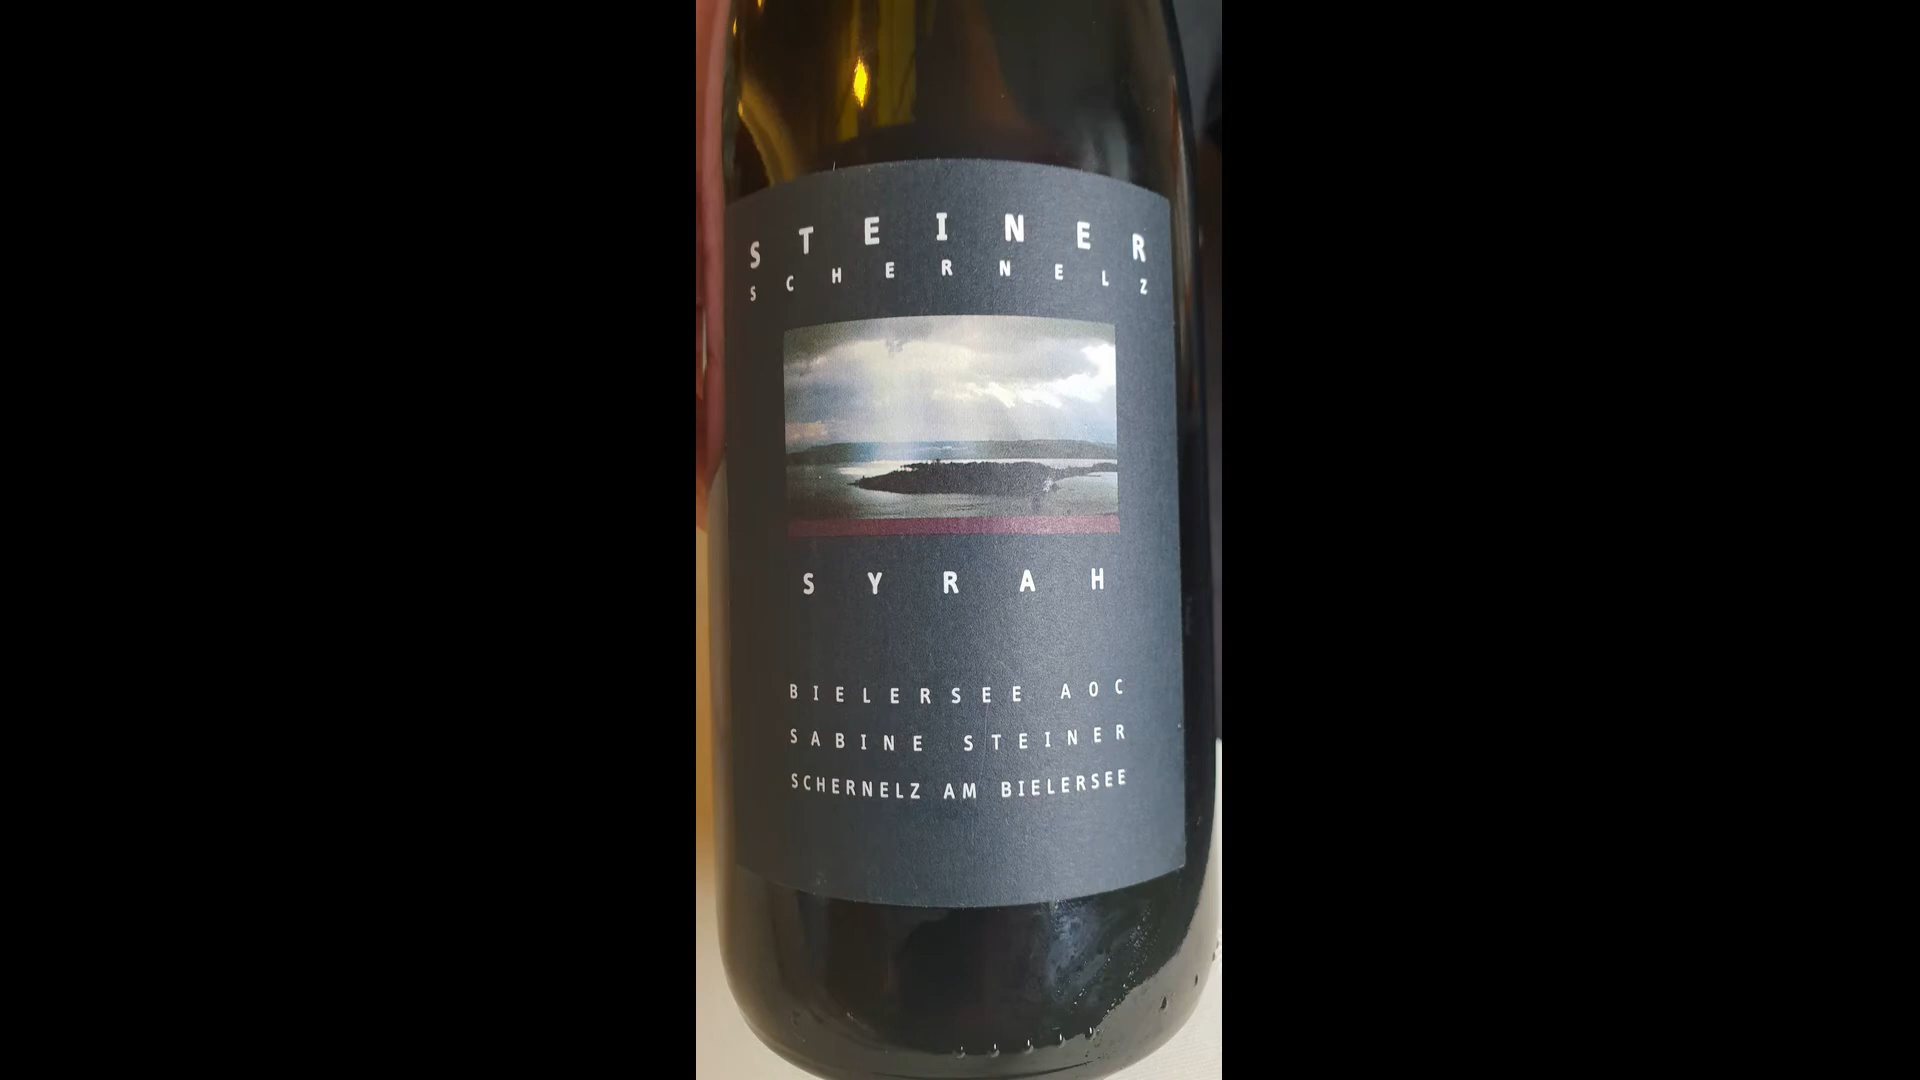 STEINER
SCHERNELZ
SYRAH
BIELERSEE AOC
SABINE STEINER
SCHERNELZ AM BIELERSEE